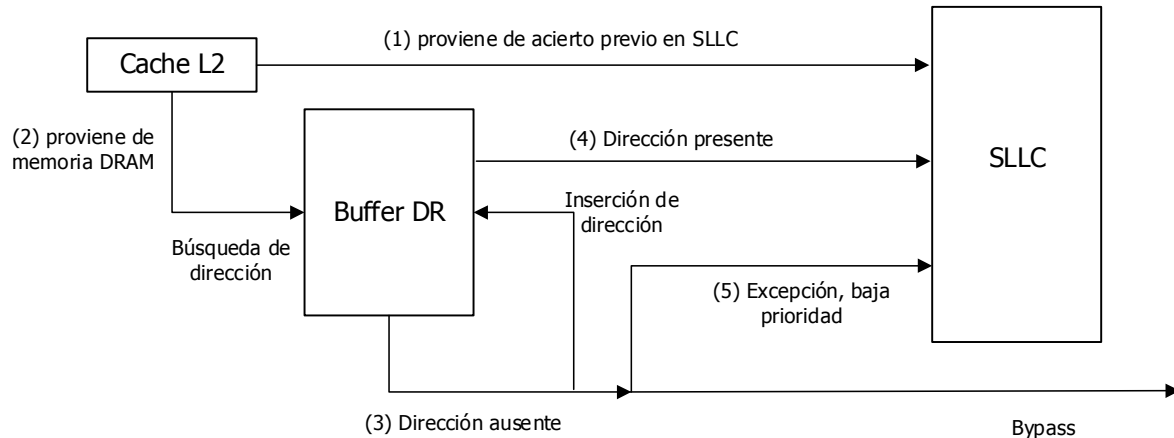 (1) proviene de acierto previo en SLLC
Cache L2
(2) proviene de
memoria DRAM
(4) Dirección presente
SLLC
Buffer DR
Inserción de
dirección
Búsqueda de
dirección
(5) Excepción, baja
prioridad
(3) Dirección ausente
Bypass